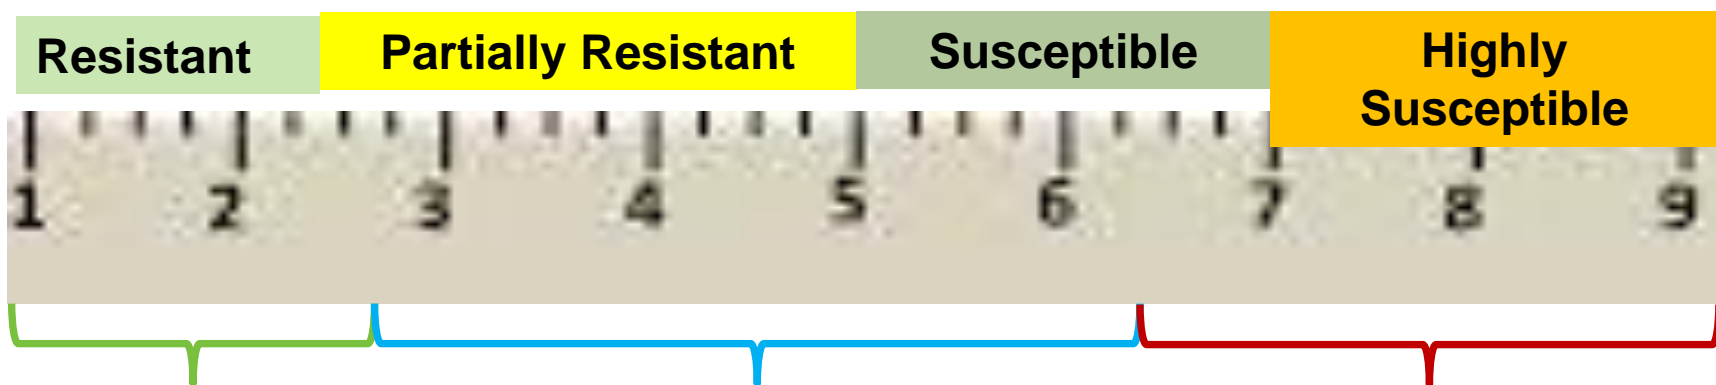 Resistant Partially Resistant Susceptible Highly
Susceptible
1 2 3 4 5 6 7 8 9